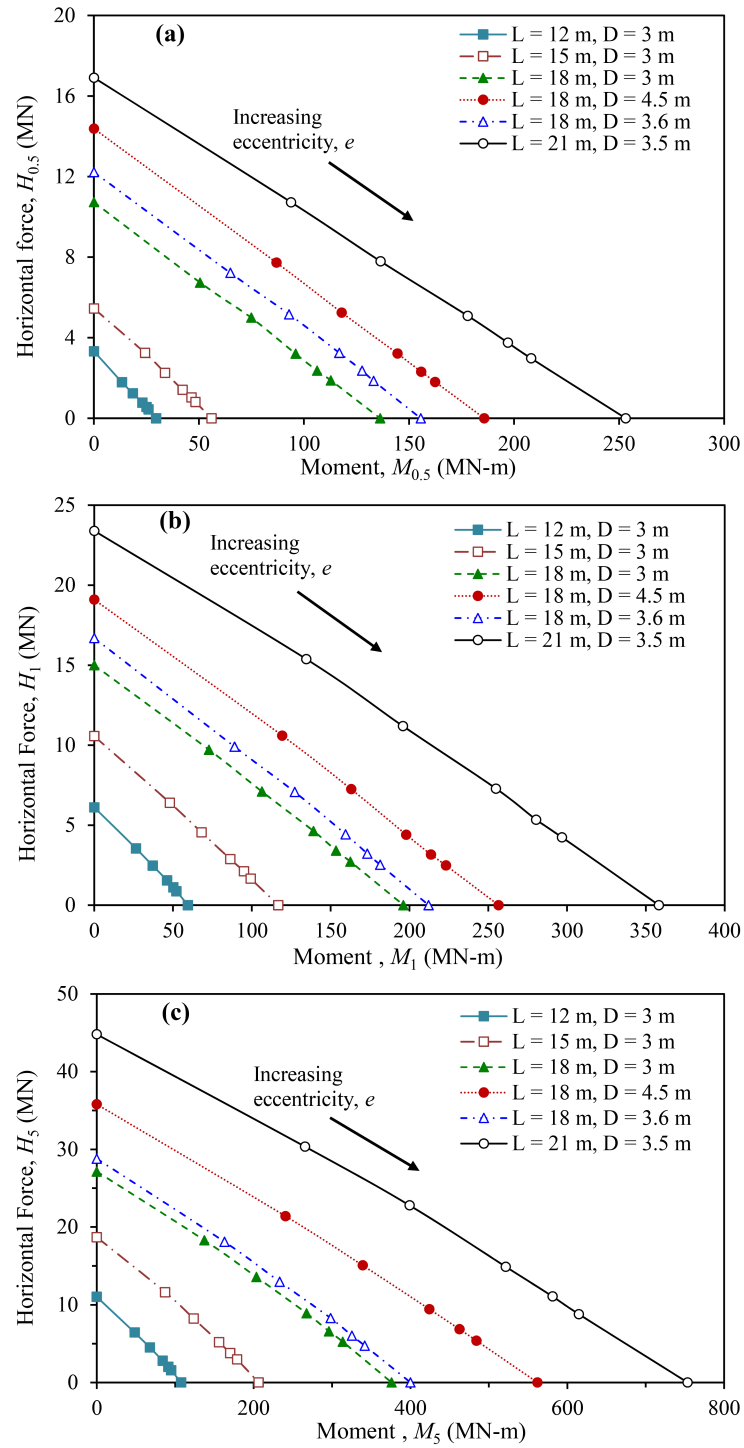 (a)
20
16
12
8
4
0
Horizontal force, H0.5 (MN)
L = 12 m, D = 3 m
L = 15 m, D = 3 m
L = 18 m, D = 3 m
L = 18 m, D = 4.5 m
L = 18 m, D = 3.6 m
L = 21 m, D = 3.5 m
Increasing
eccentricity, e
0 50 100 150 200 250 300
Moment, M0.5 (MN-m)
(b)
25
20
15
10
5
0
Horizontal Force, H1 (MN)
L = 12 m, D = 3 m
L = 15 m, D = 3 m
L = 18 m, D = 3 m
L = 18 m, D = 4.5 m
L = 18 m, D = 3.6 m
L = 21 m, D = 3.5 m
Increasing
eccentricity, e
0 100 200 300 400
Moment , M1 (MN-m)
(c)
50
40
30
20
10
0
Horizontal Force, H5 (MN)
L = 12 m, D = 3 m
L = 15 m, D = 3 m
L = 18 m, D = 3 m
L = 18 m, D = 4.5 m
L = 18 m, D = 3.6 m
L = 21 m, D = 3.5 m
Increasing
eccentricity, e
0 200 400 600 800
Moment , M5 (MN-m)